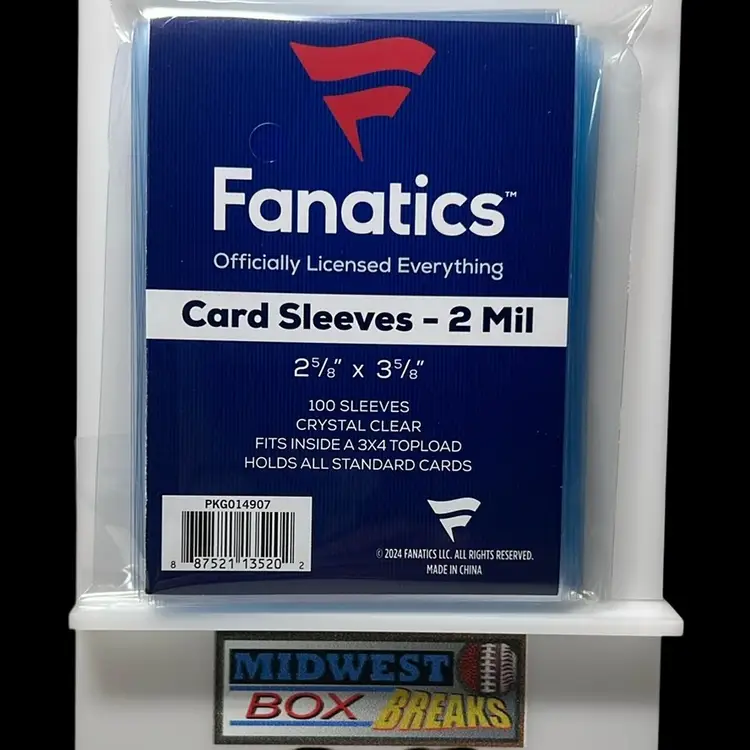 Fanatics™
Officially Licensed Everything
Card Sleeves - 2 Mil
2⅝" x 3⅝"
100 SLEEVES
CRYSTAL CLEAR
FITS INSIDE A 3X4 TOPLOAD
HOLDS ALL STANDARD CARDS
PKG014907
8 87521 13520 2
© 2024 FANATICS LLC. ALL RIGHTS RESERVED.
MADE IN CHINA
MIDWEST
BOX BREAKS